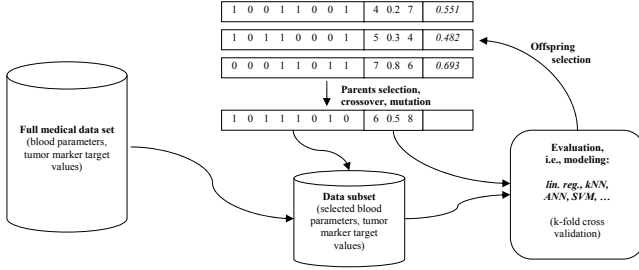 1 0 0 1 1 0 0 1 4 0.2 7 0.551
1 0 1 1 0 0 0 1 5 0.3 4 0.482
0 0 0 1 1 0 1 1 7 0.8 6 0.693
Offspring
selection
Parents selection,
crossover, mutation
1 0 1 1 1 0 1 0 6 0.5 8
Full medical data set
(blood parameters,
tumor marker target
values)
Data subset
(selected blood
parameters, tumor
marker target
values)
Evaluation,
i.e., modeling:
lin. reg., kNN,
ANN, SVM, ...
(k-fold cross
validation)